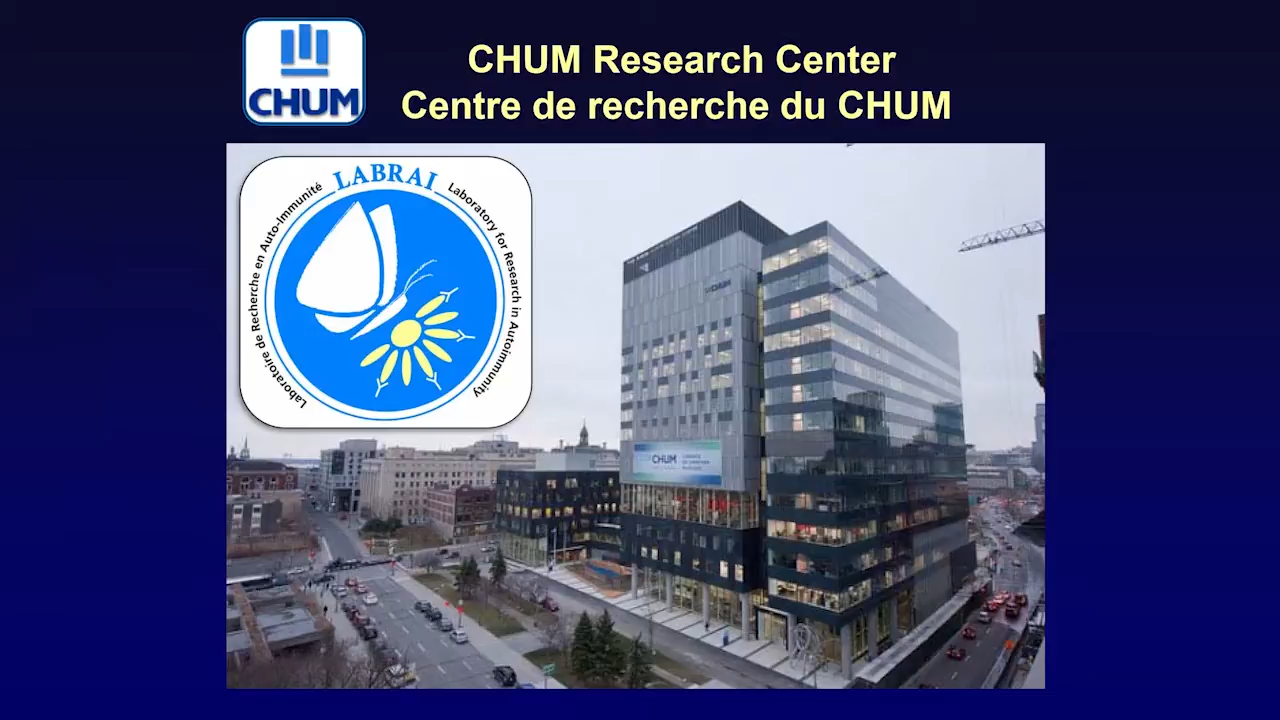 CHUM
CHUM Research Center
Centre de recherche du CHUM
LABRAI
Laboratoire de Recherche en Auto-Immunité
Laboratory for Research in Autoimmunity
CHUM
CHUM